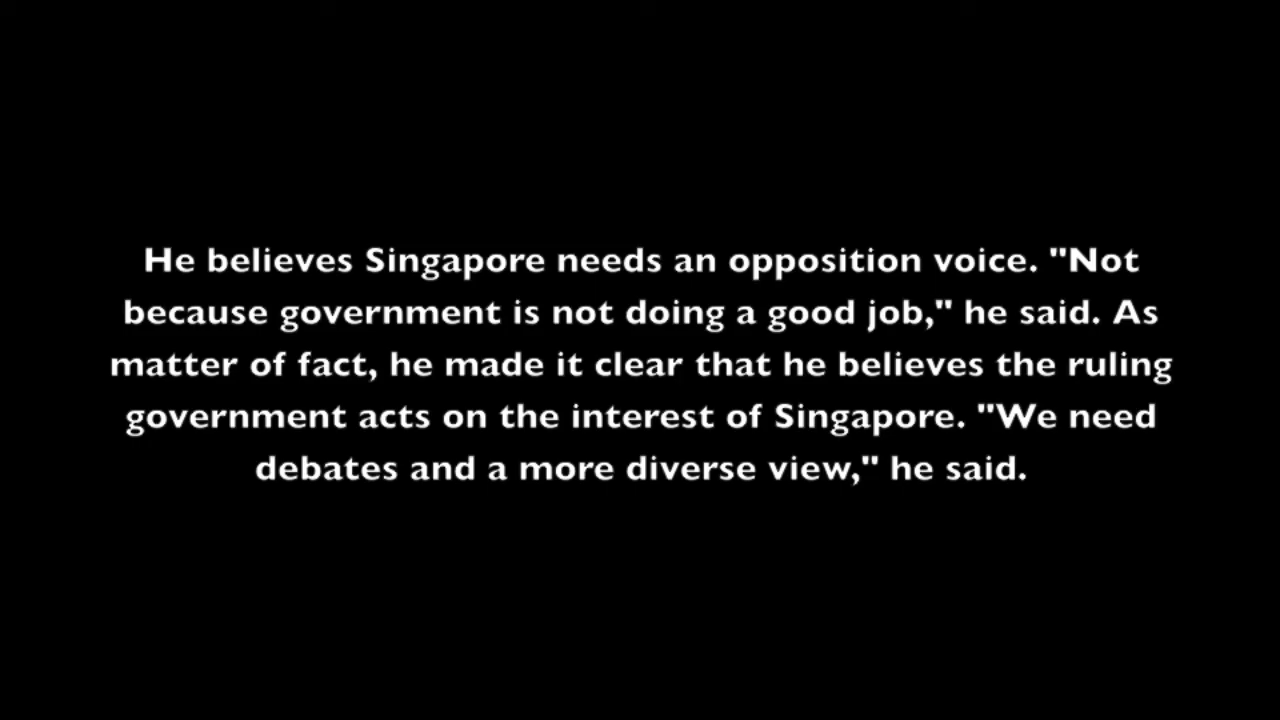 He believes Singapore needs an opposition voice. "Not
because government is not doing a good job," he said. As
matter of fact, he made it clear that he believes the ruling
government acts on the interest of Singapore. "We need
debates and a more diverse view," he said.